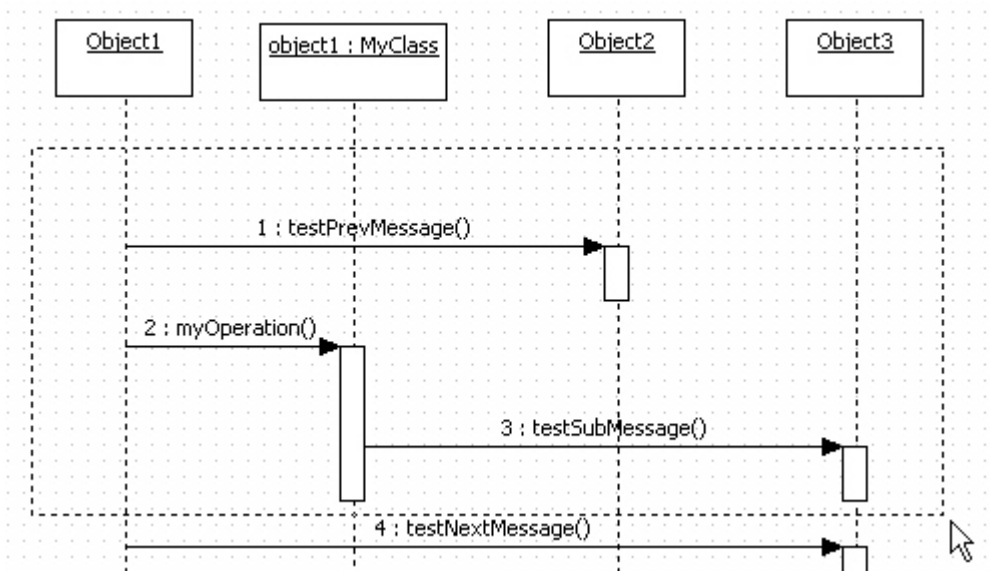 Object1
object1 : MyClass
Object2
Object3
1 : testPrevMessage()
2 : myOperation()
3 : testSubMessage()
4 : testNextMessage()